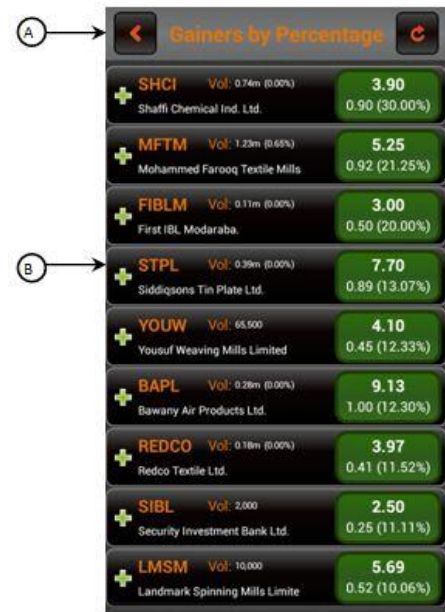 A
Gainers by Percentage
SHCI Vol: 0.74m (0.00%) 3.90
Shaffi Chemical Ind. Ltd. 0.90 (30.00%)
MFTM Vol: 1.23m (0.65%) 5.25
Mohammed Farooq Textile Mills 0.92 (21.25%)
FIBLM Vol: 0.11m (0.00%) 3.00
First IBL Modaraba. 0.50 (20.00%)
B
STPL Vol: 0.39m (0.00%) 7.70
Siddiqsons Tin Plate Ltd. 0.89 (13.07%)
YOUW Vol: 65,500 4.10
Yousuf Weaving Mills Limited 0.45 (12.33%)
BAPL Vol: 0.28m (0.00%) 9.13
Bawany Air Products Ltd. 1.00 (12.30%)
REDCO Vol: 0.18m (0.00%) 3.97
Redco Textile Ltd. 0.41 (11.52%)
SIBL Vol: 2,000 2.50
Security Investment Bank Ltd. 0.25 (11.11%)
LMSM Vol: 10,000 5.69
Landmark Spinning Mills Limite 0.52 (10.06%)